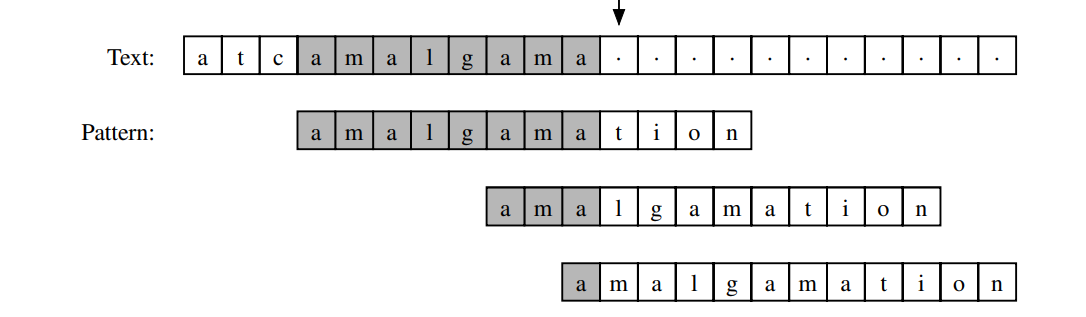 Text: a t c a m a l g a m a . . . . . . . . . . .
Pattern: a m a l g a m a t i o n
a m a l g a m a t i o n
a m a l g a m a t i o n